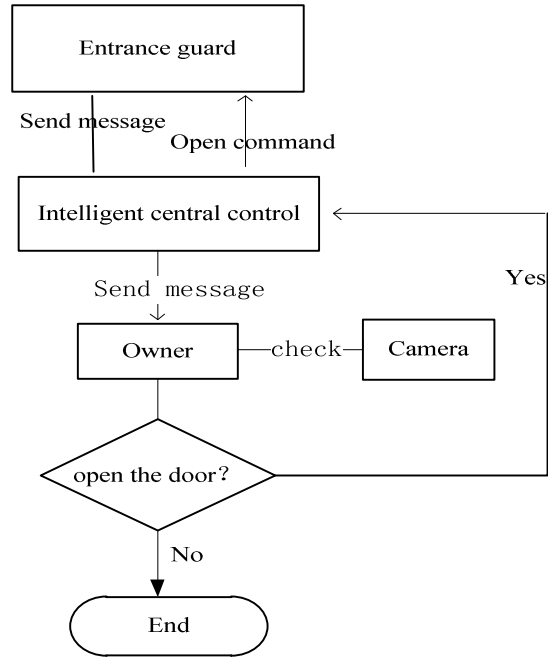 Entrance guard
Send message
Open command
Intelligent central control
Yes
Send message
Owner
check
Camera
open the door?
No
End